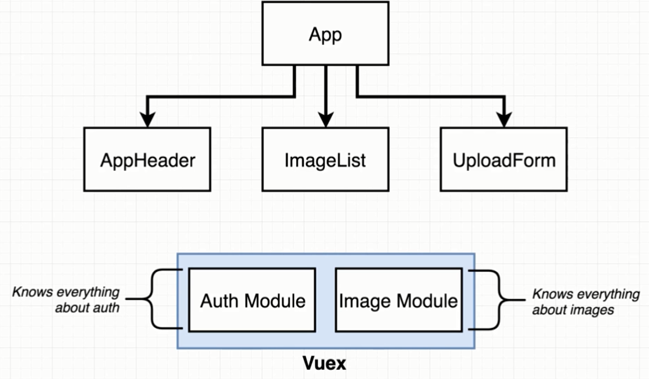 App
AppHeader
ImageList
UploadForm
Knows everything
about auth
Auth Module
Image Module
Knows everything
about images
Vuex